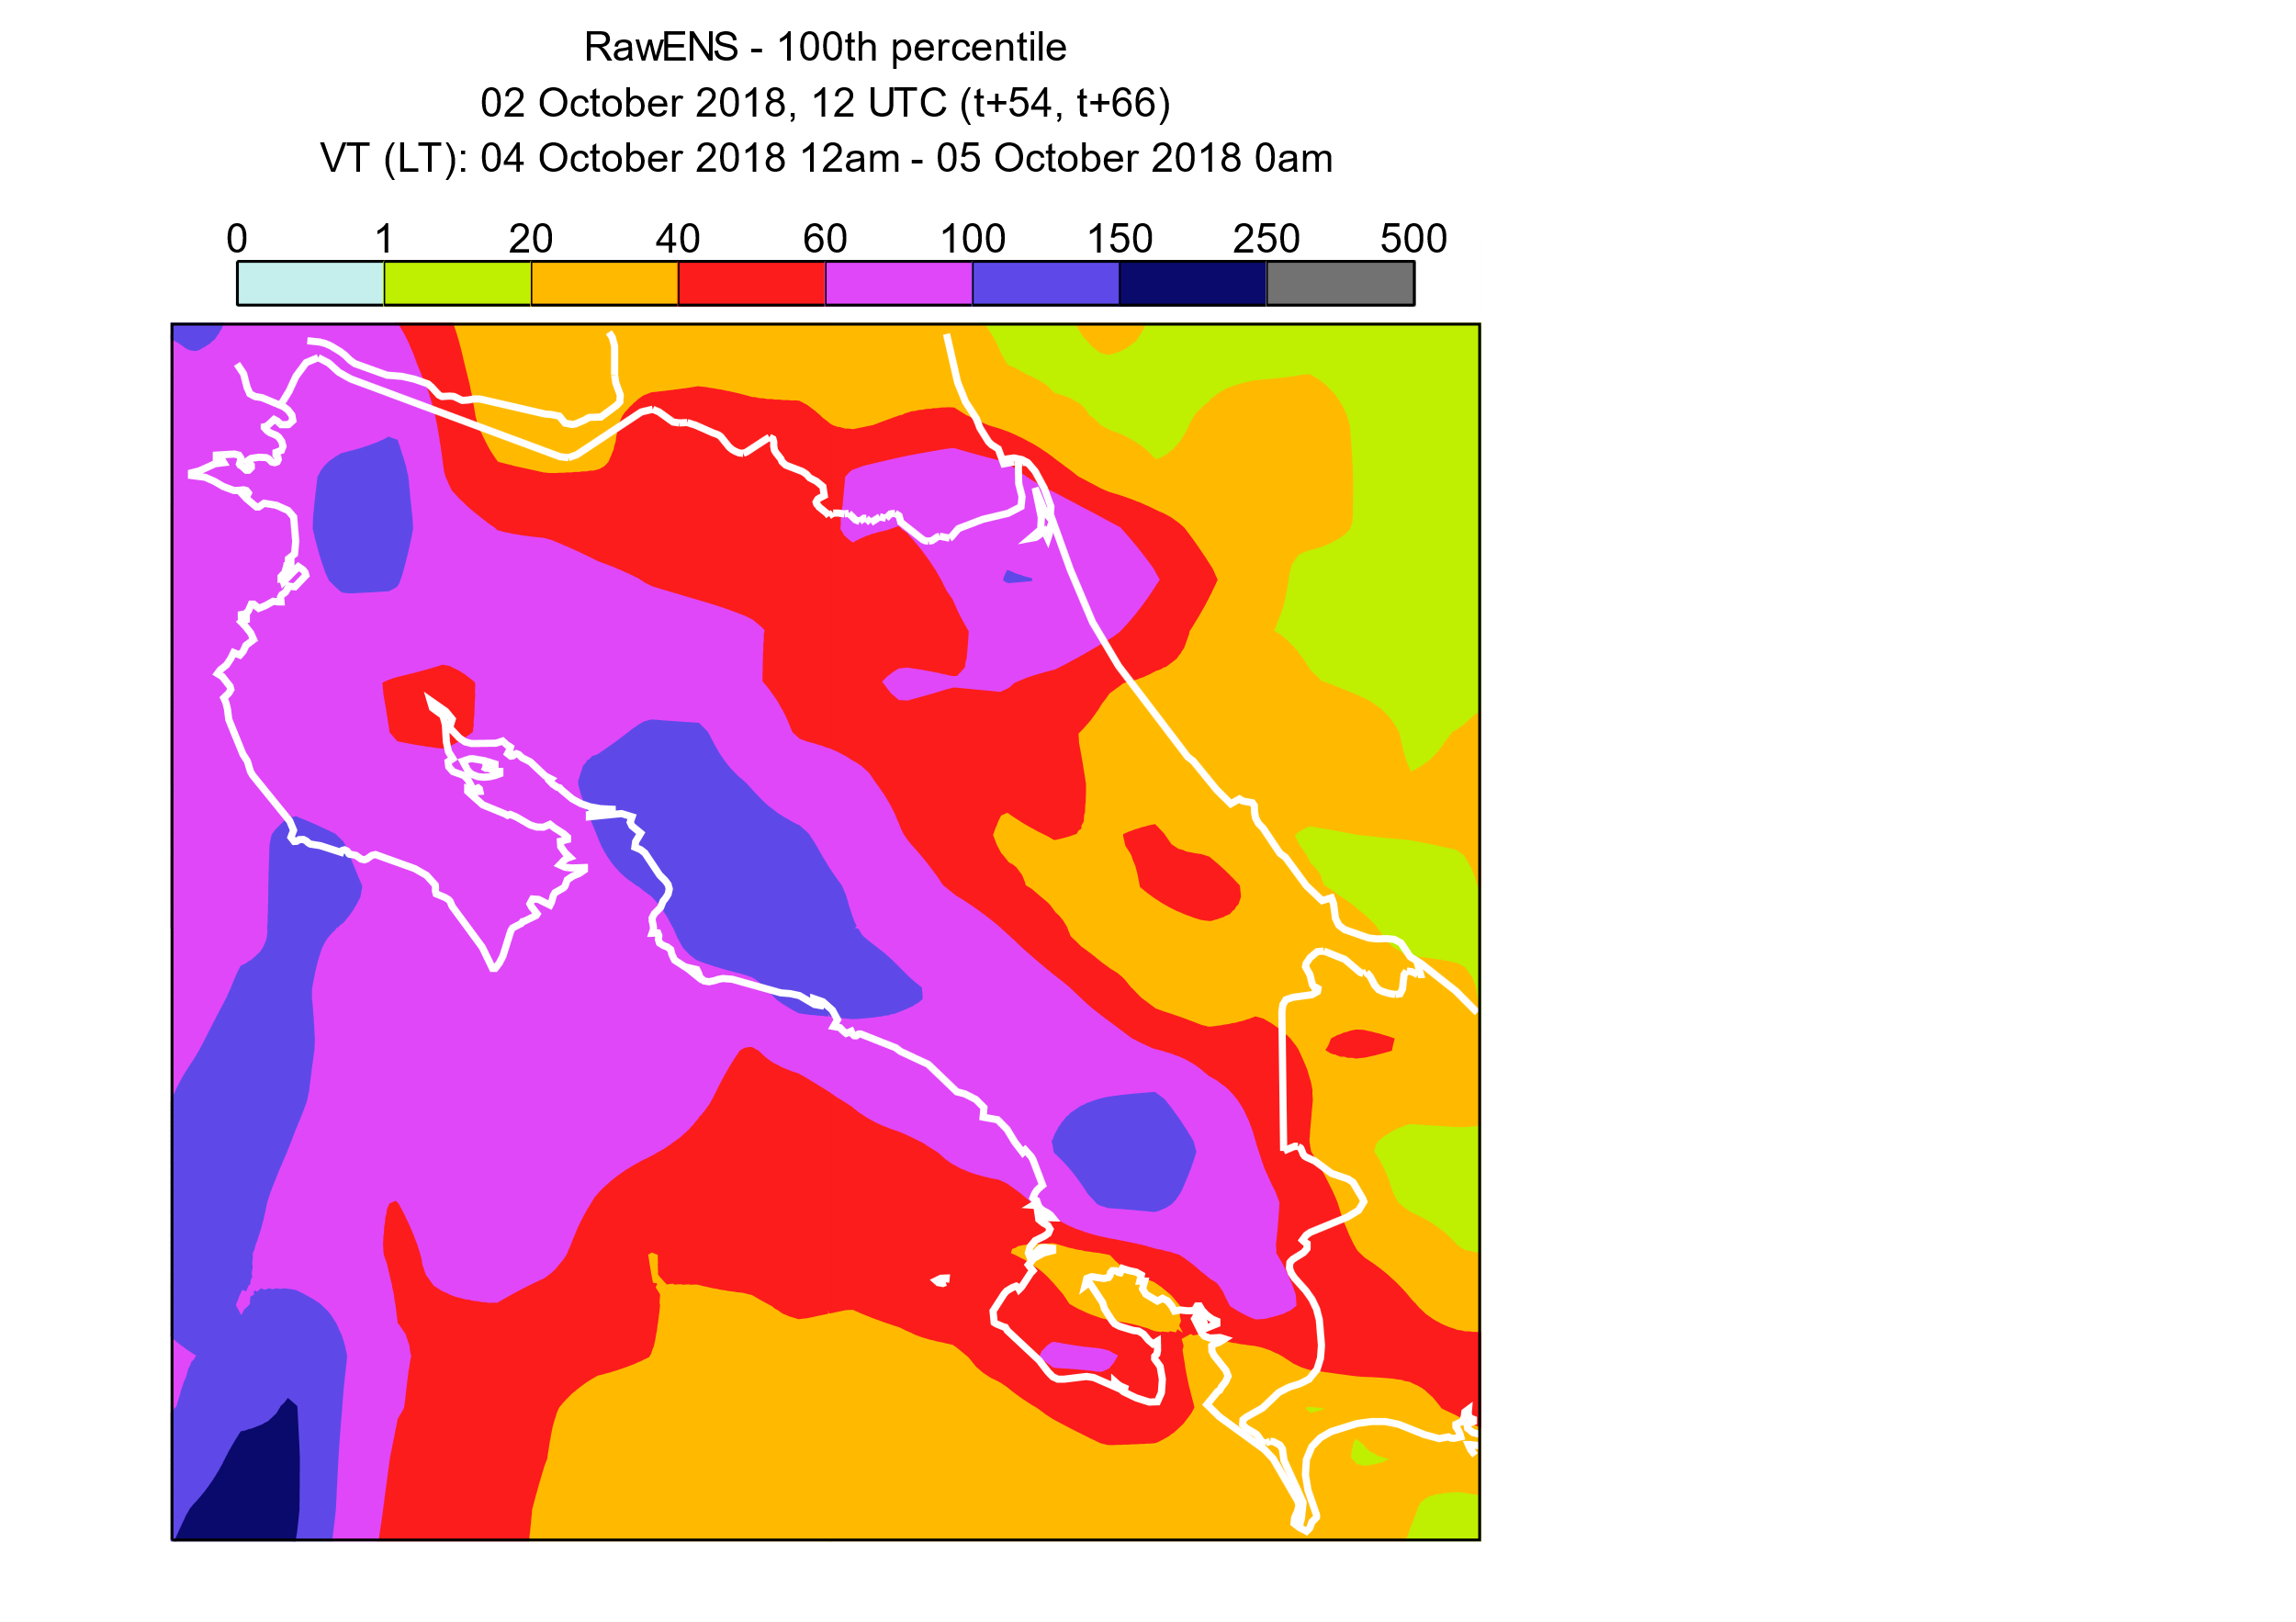 RawENS - 100th percentile
02 October 2018, 12 UTC (t+54, t+66)
VT (LT): 04 October 2018 12am - 05 October 2018 0am
0 1 20 40 60 100 150 250 500